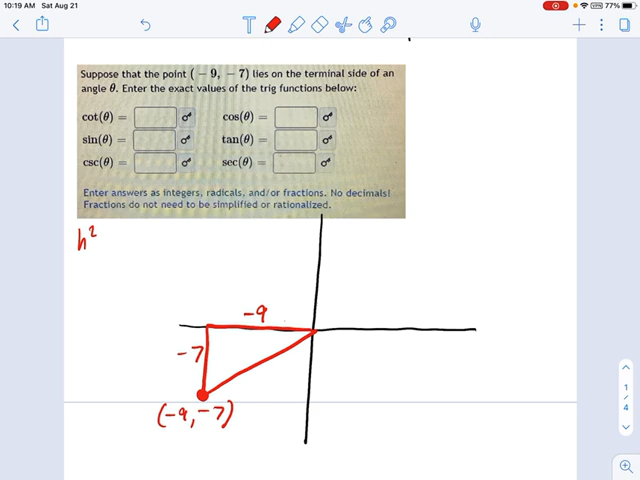 10:19 AM Sat Aug 21
VPN 77%
Suppose that the point (−9, −7) lies on the terminal side of an
angle θ. Enter the exact values of the trig functions below:
cot(θ) = cos(θ) =
sin(θ) = tan(θ) =
csc(θ) = sec(θ) =
Enter answers as integers, radicals, and/or fractions. No decimals!
Fractions do not need to be simplified or rationalized.
h²
−9
−7
(−9, −7)
1
/
4